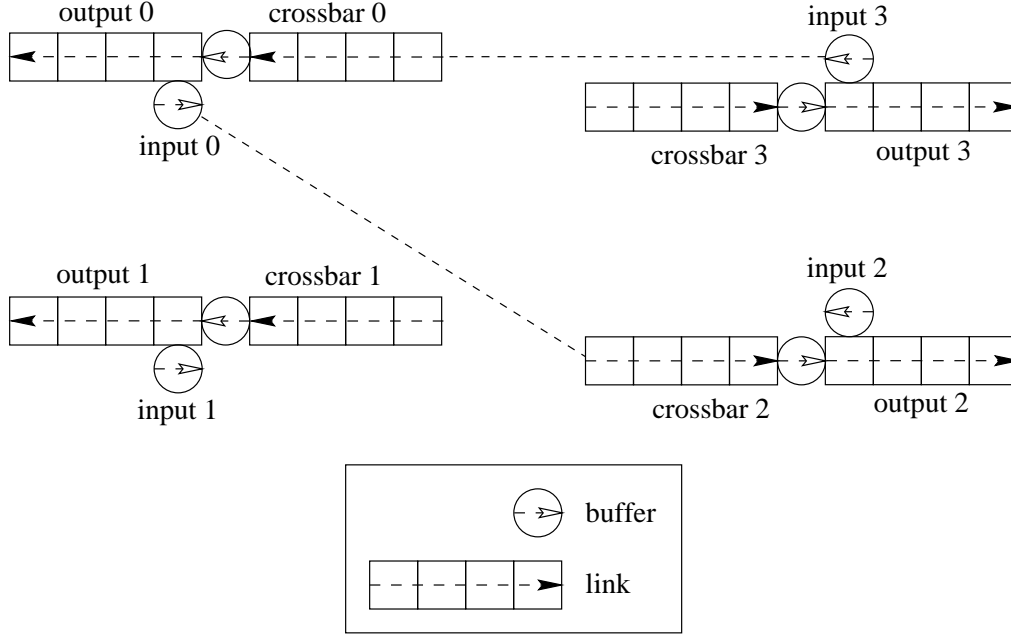 output 0
crossbar 0
input 3
input 0
crossbar 3
output 3
output 1
crossbar 1
input 2
input 1
crossbar 2
output 2
buffer
link